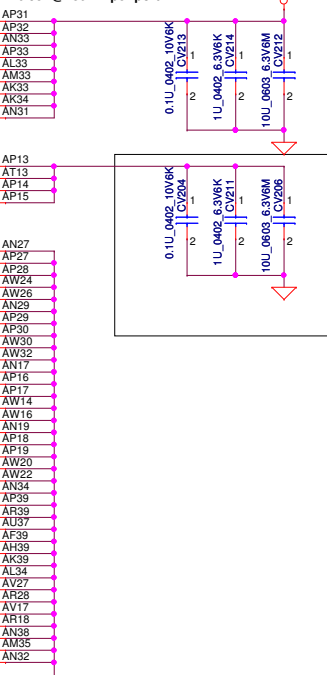 AP31
AP32
AN33
AP33
AL33
AM33
AK33
AK34
AN31
0.1U_0402_10V6K
CV213
1
2
1U_0402_6.3V6K
CV214
1
2
10U_0603_6.3V6M
CV212
1
2
AP13
AT13
AP14
AP15
0.1U_0402_10V6K
CV204
1
2
1U_0402_6.3V6K
CV211
1
2
10U_0603_6.3V6M
CV206
1
2
AN27
AP27
AP28
AW24
AW26
AN29
AP29
AP30
AW30
AW32
AN17
AP16
AP17
AW14
AW16
AN19
AP18
AP19
AW20
AW22
AN34
AP39
AR39
AU37
AF39
AH39
AK39
AL34
AV27
AR28
AV17
AR18
AN38
AM35
AN32